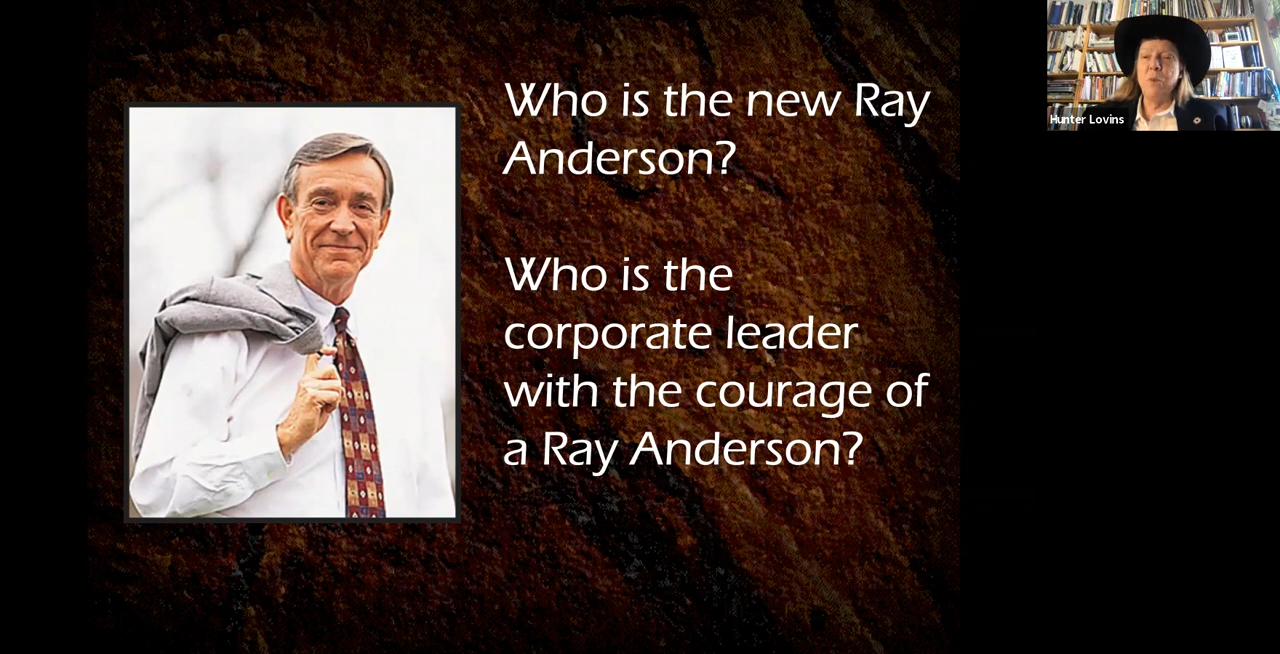 Who is the new Ray
Anderson?
Who is the
corporate leader
with the courage of
a Ray Anderson?
Hunter Lovins